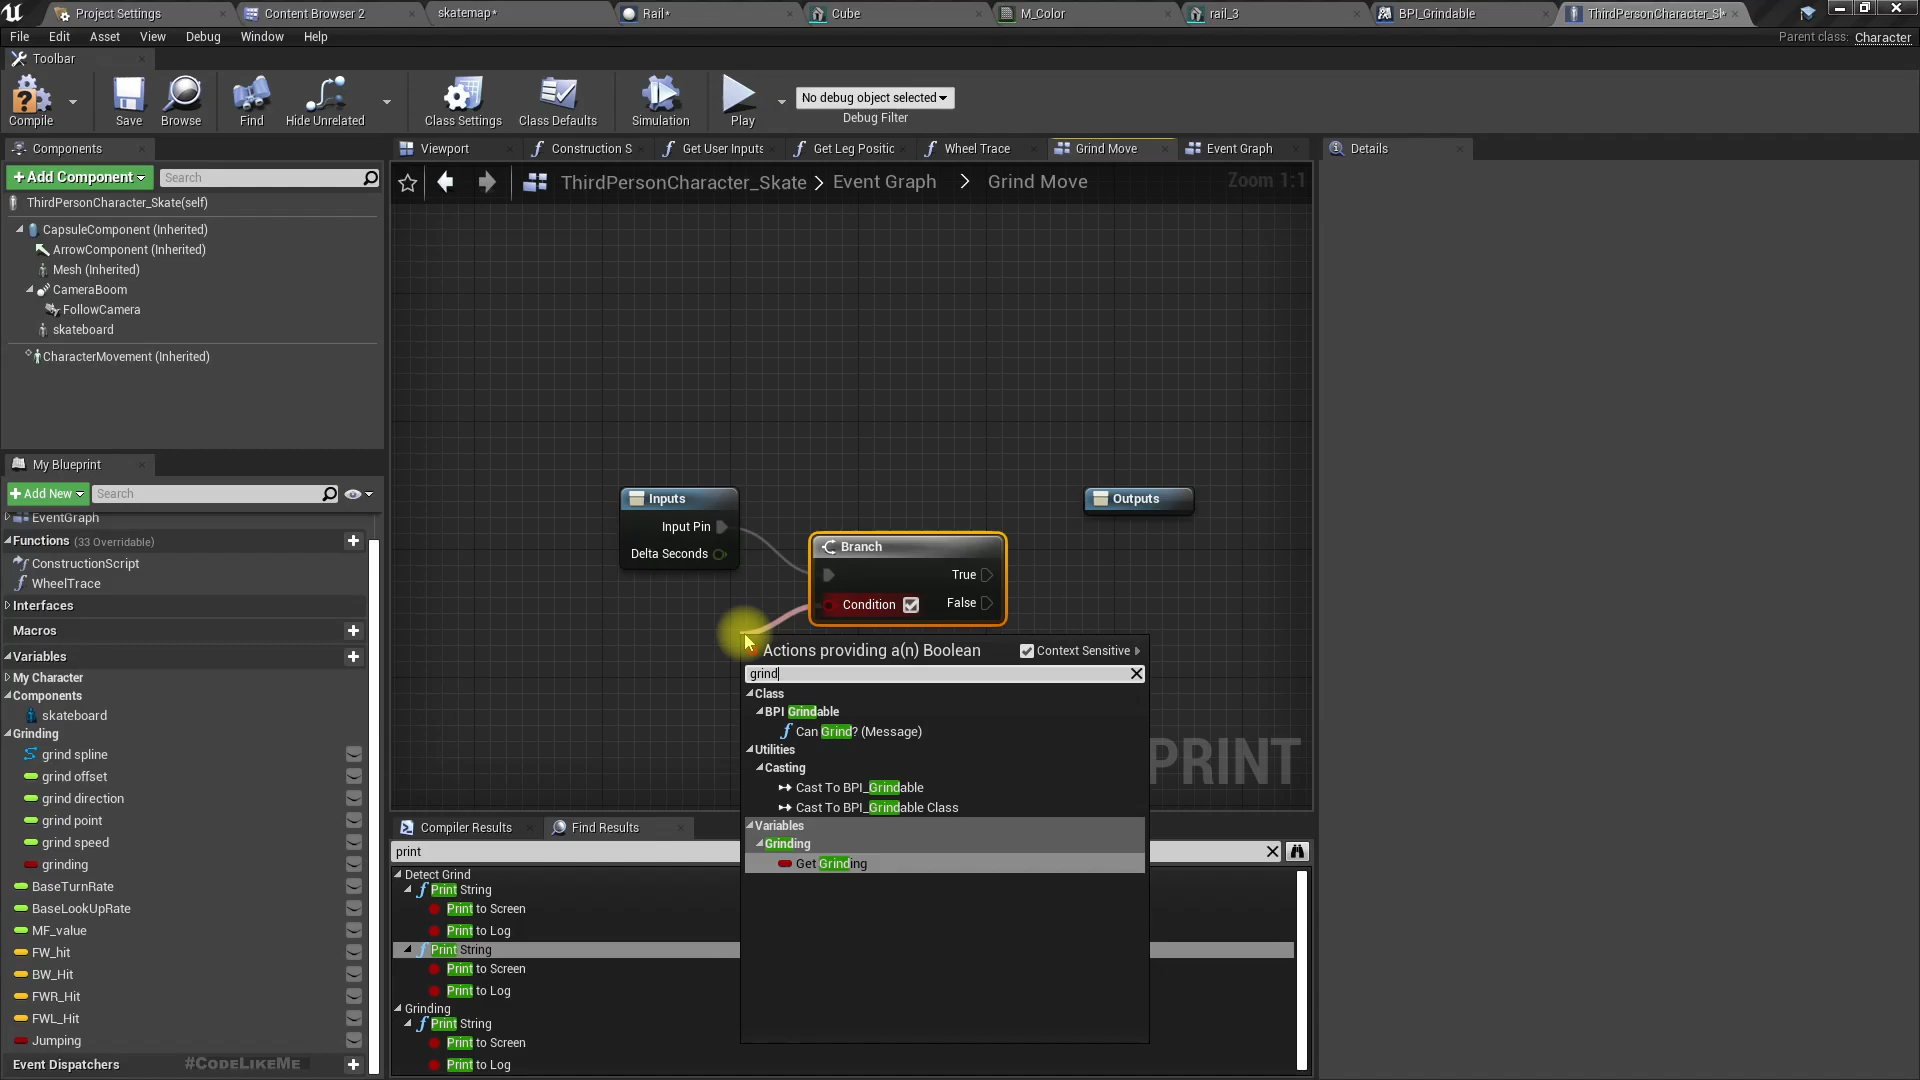 Project Settings
Content Browser 2
skatemap*
Rail*
Cube
M_Color
rail_3
BPI_Grindable
ThirdPersonCharacter_Sk
File Edit Asset View Debug Window Help
Parent class: Character
Toolbar
Compile
Save
Browse
Find
Hide Unrelated
Class Settings
Class Defaults
Simulation
Play
No debug object selected
Debug Filter
Components
+Add Component
Search
ThirdPersonCharacter_Skate(self)
CapsuleComponent (Inherited)
ArrowComponent (Inherited)
Mesh (Inherited)
CameraBoom
FollowCamera
skateboard
CharacterMovement (Inherited)
My Blueprint
+Add New
Search
EventGraph
Functions (33 Overridable)
ConstructionScript
WheelTrace
Interfaces
Macros
Variables
My Character
Components
skateboard
Grinding
grind spline
grind offset
grind direction
grind point
grind speed
grinding
BaseTurnRate
BaseLookUpRate
MF_value
FW_hit
BW_Hit
FWR_Hit
FWL_Hit
Jumping
Event Dispatchers
#CodeLikeMe
Viewport
Construction S
Get User Inputs
Get Leg Positic
Wheel Trace
Grind Move
Event Graph
ThirdPersonCharacter_Skate > Event Graph > Grind Move
Zoom 1:1
Inputs
Input Pin
Delta Seconds
Branch
True
Condition
False
Outputs
PRINT
Actions providing a(n) Boolean
Context Sensitive
grind
Class
BPI Grindable
Can Grind? (Message)
Utilities
Casting
Cast To BPI_Grindable
Cast To BPI_Grindable Class
Variables
Grinding
Get Grinding
Compiler Results
Find Results
print
Detect Grind
Print String
Print to Screen
Print to Log
Print String
Print to Screen
Print to Log
Grinding
Print String
Print to Screen
Print to Log
Details